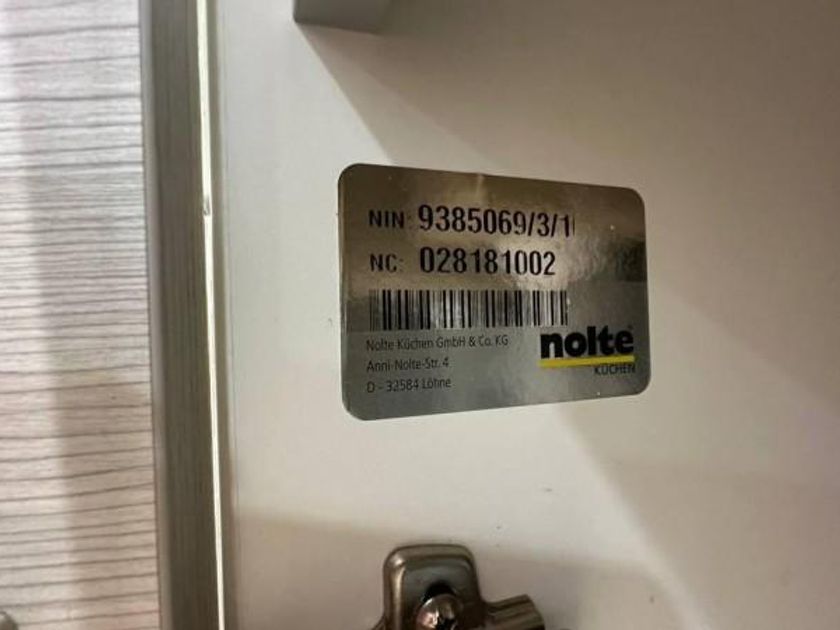 NIN: 9385069/3/1
NC: 028181002
Nolte Küchen GmbH & Co. KG
Anni-Nolte-Str. 4
D - 32584 Löhne
nolte
KÜCHEN